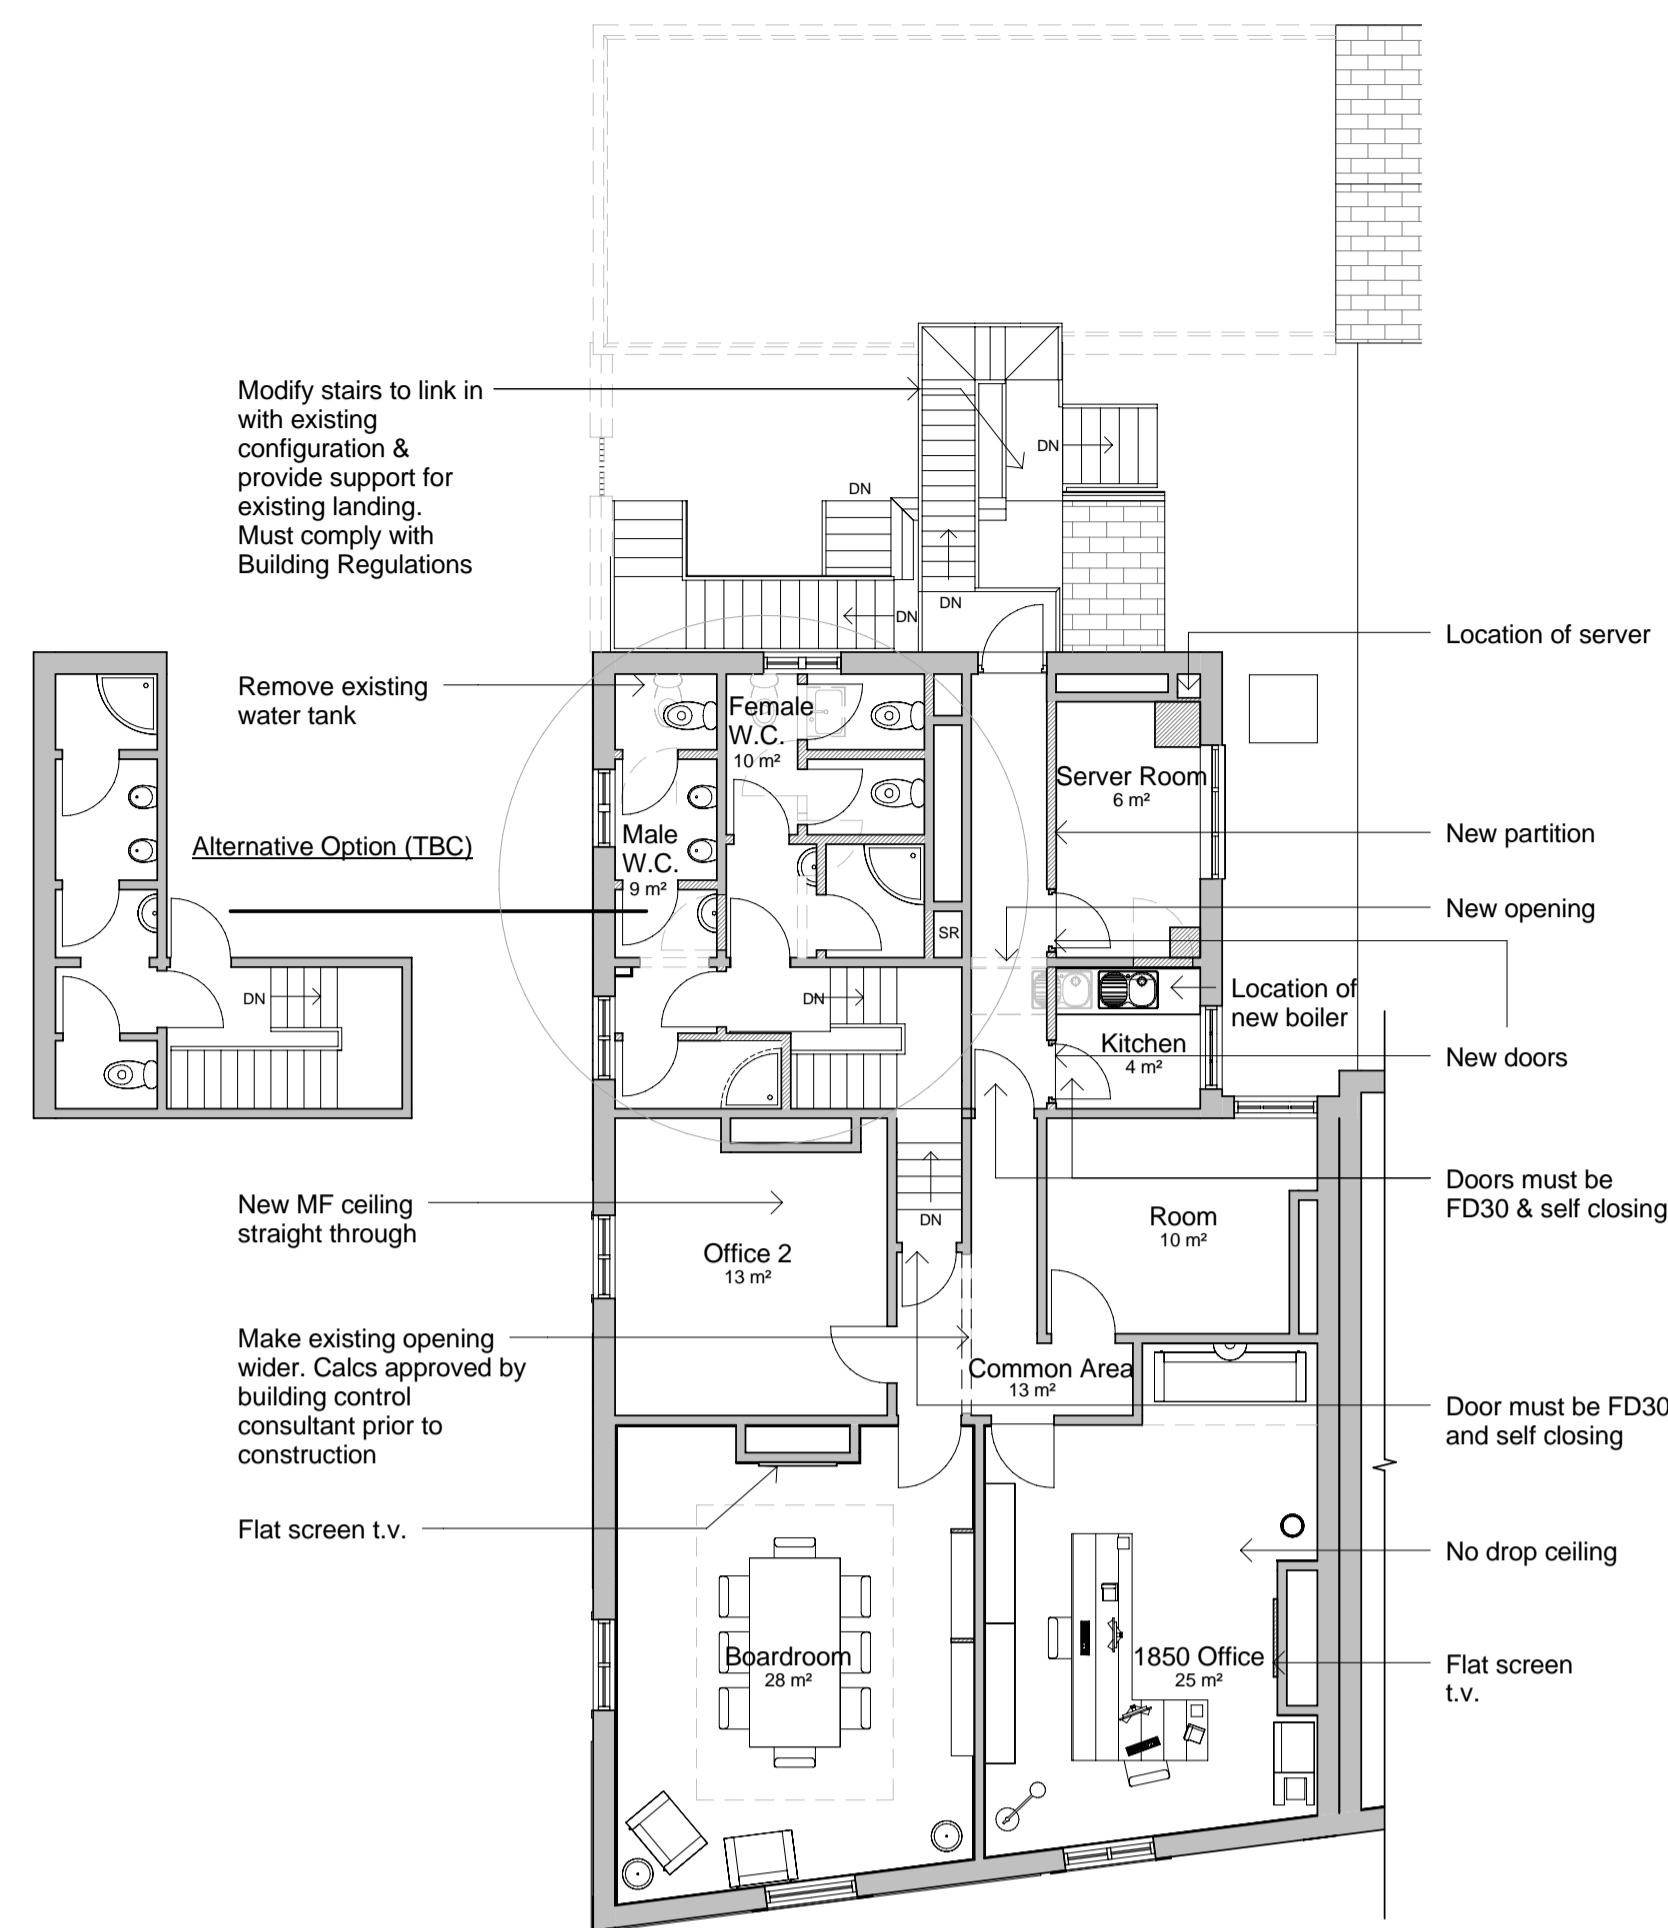 Modify stairs to link in
with existing
configuration &
provide support for
existing landing.
Must comply with
Building Regulations
DN
DN
DN
DN
Location of server
Remove existing
water tank
Female
W.C.
10 m²
Server Room
6 m²
New partition
Alternative Option (TBC)
Male
W.C.
9 m²
New opening
SR
DN
DN
Location of
new boiler
Kitchen
4 m²
New doors
New MF ceiling
straight through
Doors must be
FD30 & self closing
DN
Room
10 m²
Office 2
13 m²
Make existing opening
wider. Calcs approved by
building control
consultant prior to
construction
Common Area
13 m²
Door must be FD30
and self closing
Flat screen t.v.
No drop ceiling
Boardroom
28 m²
1850 Office
25 m²
Flat screen
t.v.